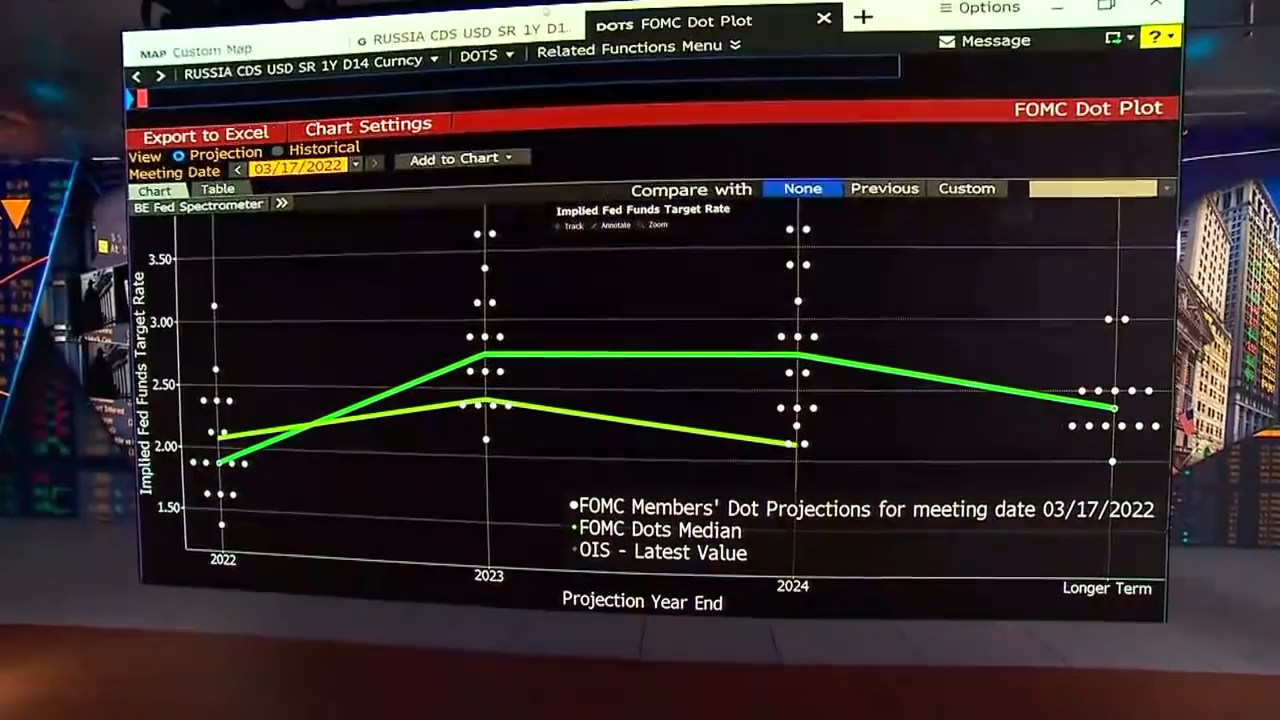 MAP Custom Map
G RUSSIA CDS USD SR 1Y D1..
DOTS FOMC Dot Plot
Options
RUSSIA CDS USD SR 1Y D14 Curncy
DOTS
Related Functions Menu
Message
?
Export to Excel
Chart Settings
FOMC Dot Plot
View Projection Historical
Meeting Date < 03/17/2022 >
Add to Chart
Chart Table
Compare with None Previous Custom
BE Fed Spectrometer
Implied Fed Funds Target Rate
Track Annotate Zoom
Implied Fed Funds Target Rate
3.50
3.00
2.50
2.00
1.50
FOMC Members' Dot Projections for meeting date 03/17/2022
FOMC Dots Median
OIS - Latest Value
2022
2023
2024
Longer Term
Projection Year End